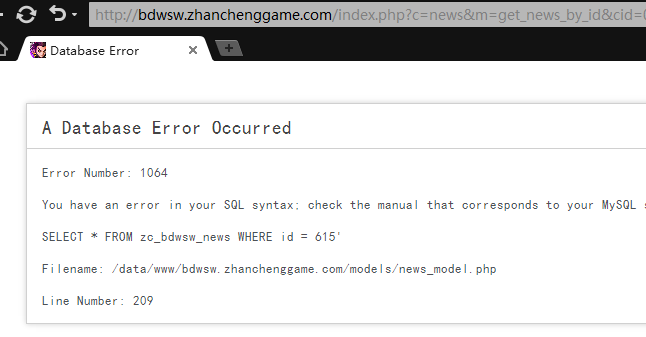 http://bdwsw.zhanchenggame.com/index.php?c=news&m=get_news_by_id&cid=
Database Error
A Database Error Occurred
Error Number: 1064
You have an error in your SQL syntax; check the manual that corresponds to your MySQL
SELECT * FROM zc_bdwsw_news WHERE id = 615'
Filename: /data/www/bdwsw.zhanchenggame.com/models/news_model.php
Line Number: 209